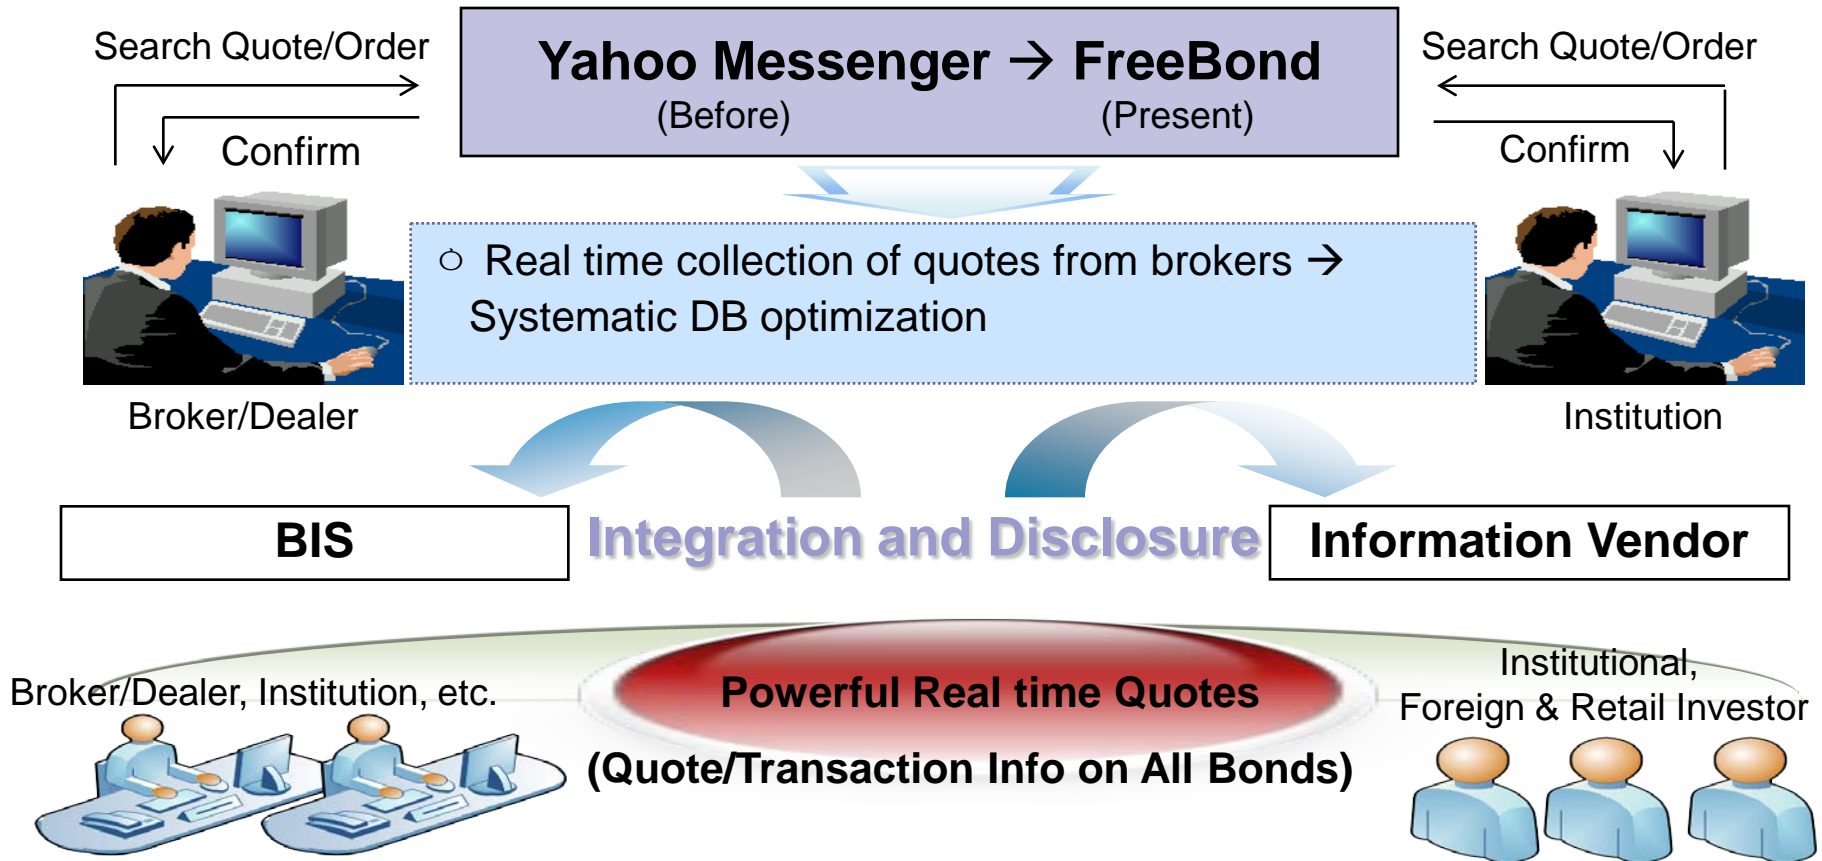 Search Quote/Order
Yahoo Messenger → FreeBond
(Before) (Present)
Search Quote/Order
Confirm
Confirm
○ Real time collection of quotes from brokers →
Systematic DB optimization
Broker/Dealer
Institution
BIS
Integration and Disclosure
Information Vendor
Broker/Dealer, Institution, etc.
Powerful Real time Quotes
(Quote/Transaction Info on All Bonds)
Institutional,
Foreign & Retail Investor